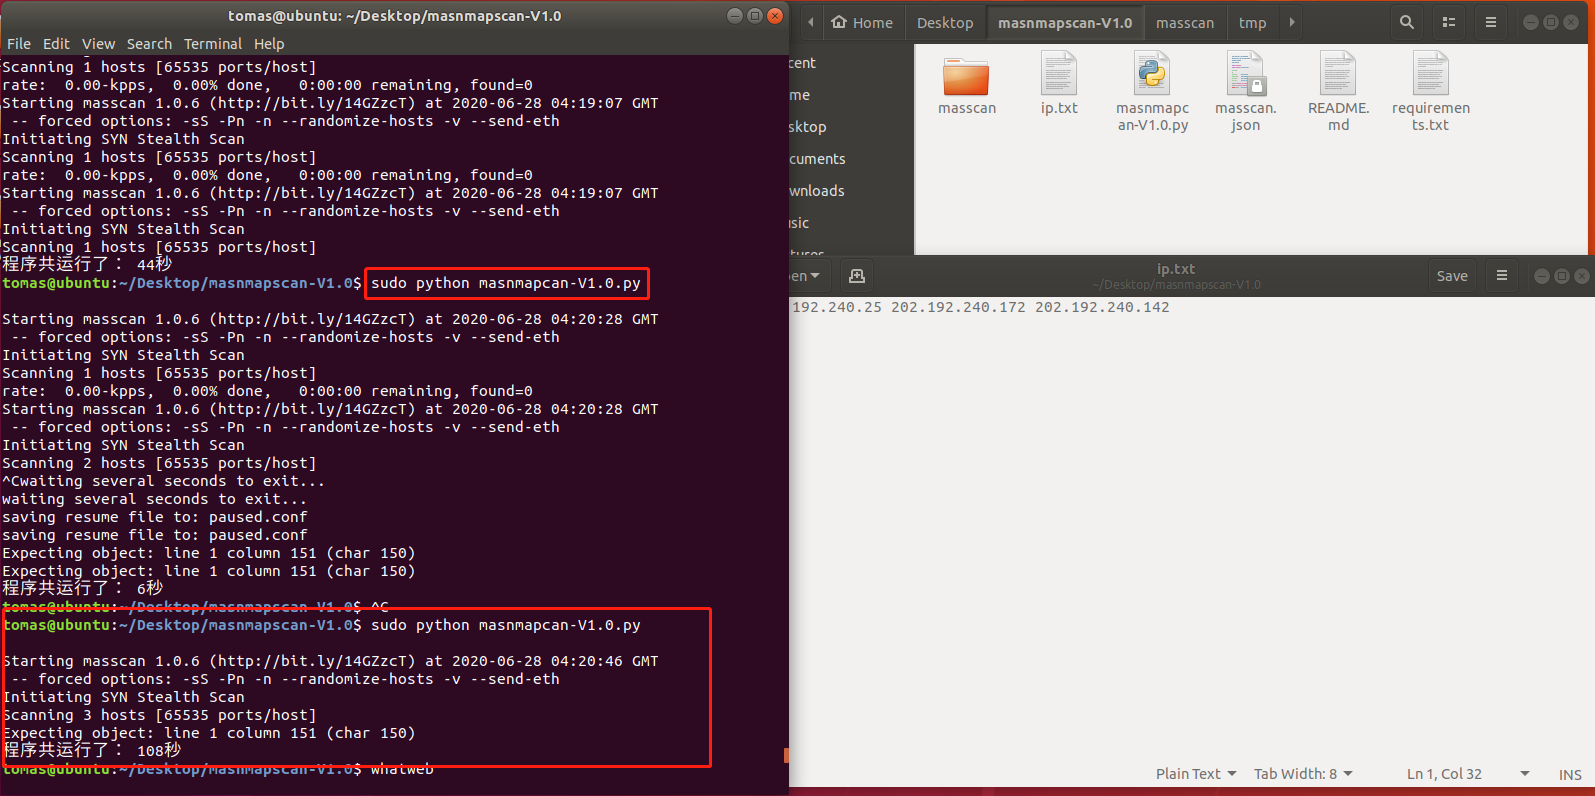 tomas@ubuntu: ~/Desktop/masnmapscan-V1.0
File Edit View Search Terminal Help
Scanning 1 hosts [65535 ports/host]
rate:  0.00-kpps,  0.00% done,   0:00:00 remaining, found=0
Starting masscan 1.0.6 (http://bit.ly/14GZzcT) at 2020-06-28 04:19:07 GMT
 -- forced options: -sS -Pn -n --randomize-hosts -v --send-eth
Initiating SYN Stealth Scan
Scanning 1 hosts [65535 ports/host]
rate:  0.00-kpps,  0.00% done,   0:00:00 remaining, found=0
Starting masscan 1.0.6 (http://bit.ly/14GZzcT) at 2020-06-28 04:19:07 GMT
 -- forced options: -sS -Pn -n --randomize-hosts -v --send-eth
Initiating SYN Stealth Scan
Scanning 1 hosts [65535 ports/host]
程序共运行了： 44秒
tomas@ubuntu:~/Desktop/masnmapscan-V1.0$ sudo python masnmapcan-V1.0.py
Starting masscan 1.0.6 (http://bit.ly/14GZzcT) at 2020-06-28 04:20:28 GMT
 -- forced options: -sS -Pn -n --randomize-hosts -v --send-eth
Initiating SYN Stealth Scan
Scanning 1 hosts [65535 ports/host]
rate:  0.00-kpps,  0.00% done,   0:00:00 remaining, found=0
Starting masscan 1.0.6 (http://bit.ly/14GZzcT) at 2020-06-28 04:20:28 GMT
 -- forced options: -sS -Pn -n --randomize-hosts -v --send-eth
Initiating SYN Stealth Scan
Scanning 2 hosts [65535 ports/host]
^Cwaiting several seconds to exit...
waiting several seconds to exit...
saving resume file to: paused.conf
saving resume file to: paused.conf
Expecting object: line 1 column 151 (char 150)
Expecting object: line 1 column 151 (char 150)
程序共运行了： 6秒
tomas@ubuntu:~/Desktop/masnmapscan-V1.0$ ^C
tomas@ubuntu:~/Desktop/masnmapscan-V1.0$ sudo python masnmapcan-V1.0.py
Starting masscan 1.0.6 (http://bit.ly/14GZzcT) at 2020-06-28 04:20:46 GMT
 -- forced options: -sS -Pn -n --randomize-hosts -v --send-eth
Initiating SYN Stealth Scan
Scanning 3 hosts [65535 ports/host]
Expecting object: line 1 column 151 (char 150)
程序共运行了： 108秒
tomas@ubuntu:~/Desktop/masnmapscan-V1.0$ whatweb
Home Desktop masnmapscan-V1.0 masscan tmp
cent
me
sktop
cuments
wnloads
sic
tures
masscan
ip.txt
masnmapc
an-V1.0.py
masscan.
json
README.
md
requiremen
ts.txt
en
ip.txt
~/Desktop/masnmapscan-V1.0
Save
192.240.25 202.192.240.172 202.192.240.142
Plain Text Tab Width: 8 Ln 1, Col 32 INS